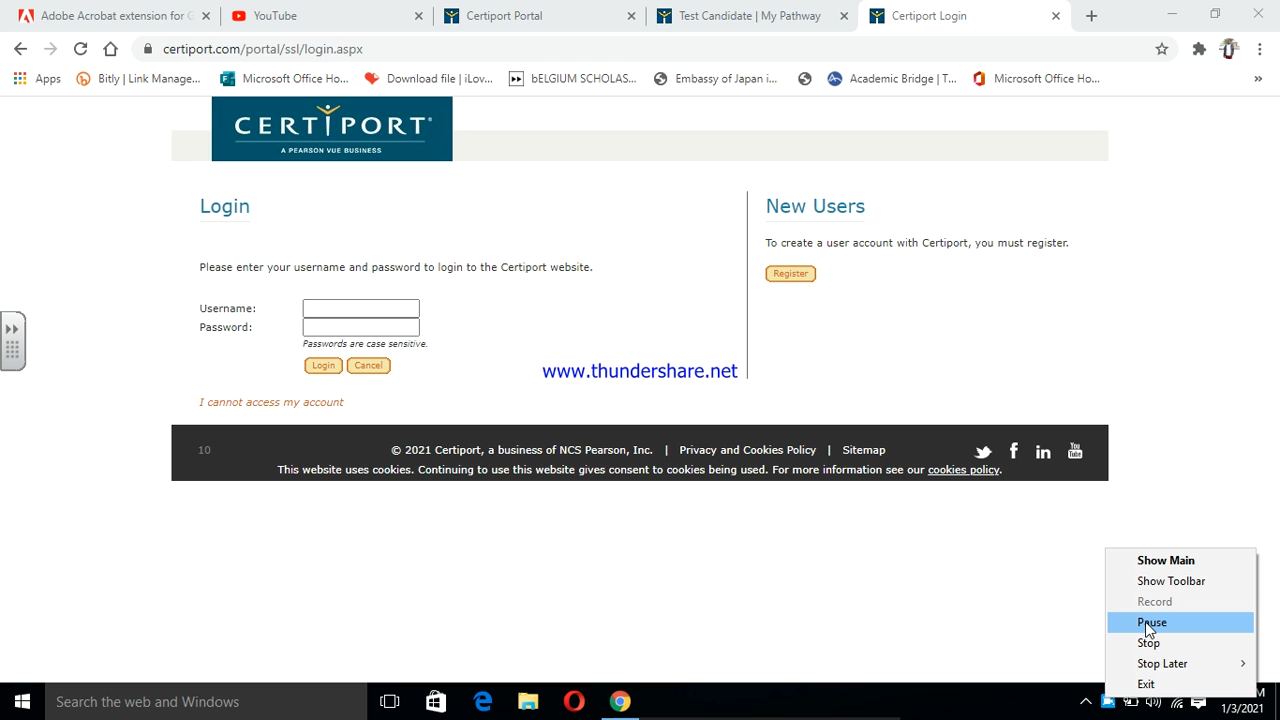 Adobe Acrobat extension for G
YouTube
Certiport Portal
Test Candidate | My Pathway
Certiport Login
certiport.com/portal/ssl/login.aspx
Apps
Bitly | Link Manage...
Microsoft Office Ho...
Download file | iLov...
bELGIUM SCHOLAS...
Embassy of Japan i...
Academic Bridge | T...
Microsoft Office Ho...
CERTIPORT
A PEARSON VUE BUSINESS
Login
New Users
To create a user account with Certiport, you must register.
Please enter your username and password to login to the Certiport website.
Register
Username:
Password:
Passwords are case sensitive.
Login
Cancel
www.thundershare.net
I cannot access my account
10
© 2021 Certiport, a business of NCS Pearson, Inc. | Privacy and Cookies Policy | Sitemap
This website uses cookies. Continuing to use this website gives consent to cookies being used. For more information see our cookies policy.
Show Main
Show Toolbar
Record
Pause
Stop
Stop Later
Exit
Search the web and Windows
1/3/2021